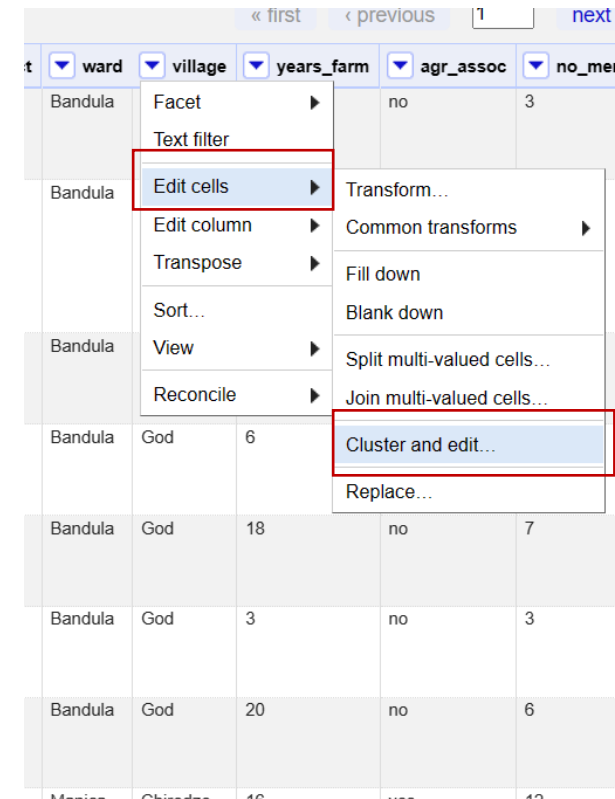 « first ‹ previous 1 next
t ward village years_farm agr_assoc no_mem
Bandula Facet no 3
Text filter
Bandula Edit cells Transform...
Edit column Common transforms
Transpose Fill down
Sort... Blank down
Bandula View Split multi-valued cells...
Reconcile Join multi-valued cells...
Bandula God 6 Cluster and edit...
Replace...
Bandula God 18 no 7
Bandula God 3 no 3
Bandula God 20 no 6